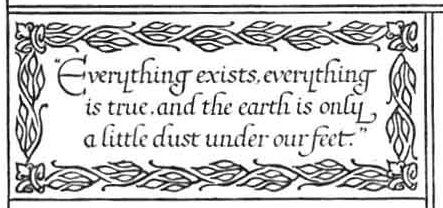 "Everything exists, everything
is true, and the earth is only
a little dust under our feet."